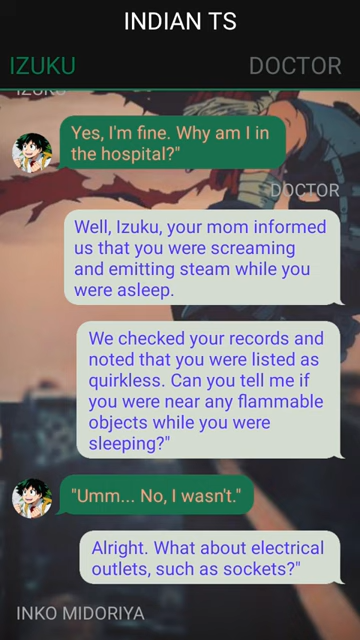 INDIAN TS
IZUKU
DOCTOR
IZUKU
Yes, I'm fine. Why am I in
the hospital?"
DOCTOR
Well, Izuku, your mom informed
us that you were screaming
and emitting steam while you
were asleep.
We checked your records and
noted that you were listed as
quirkless. Can you tell me if
you were near any flammable
objects while you were
sleeping?"
"Umm... No, I wasn't."
Alright. What about electrical
outlets, such as sockets?"
INKO MIDORIYA